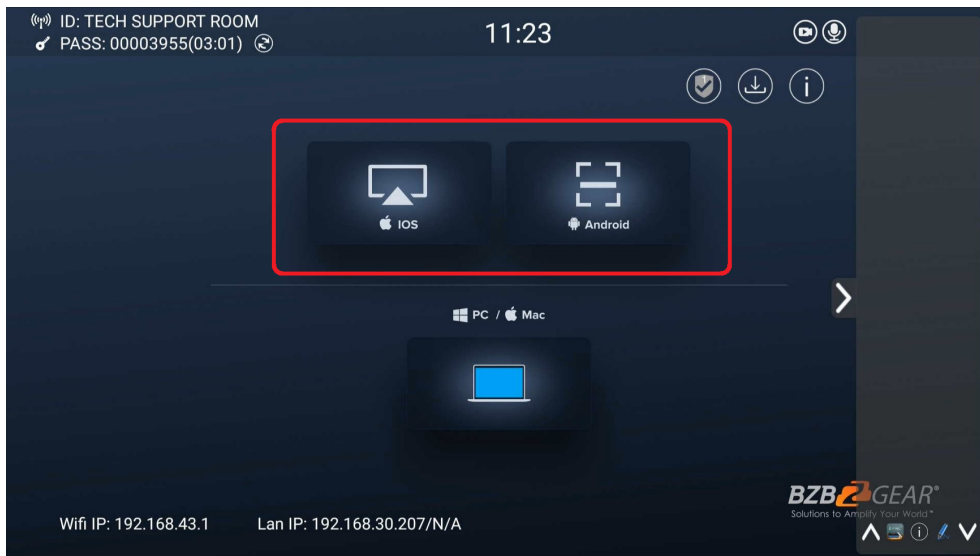 ID: TECH SUPPORT ROOM
PASS: 00003955(03:01)
11:23
IOS
Android
PC / Mac
BZBGEAR®
Solutions to Amplify Your World™
Wifi IP: 192.168.43.1
Lan IP: 192.168.30.207/N/A